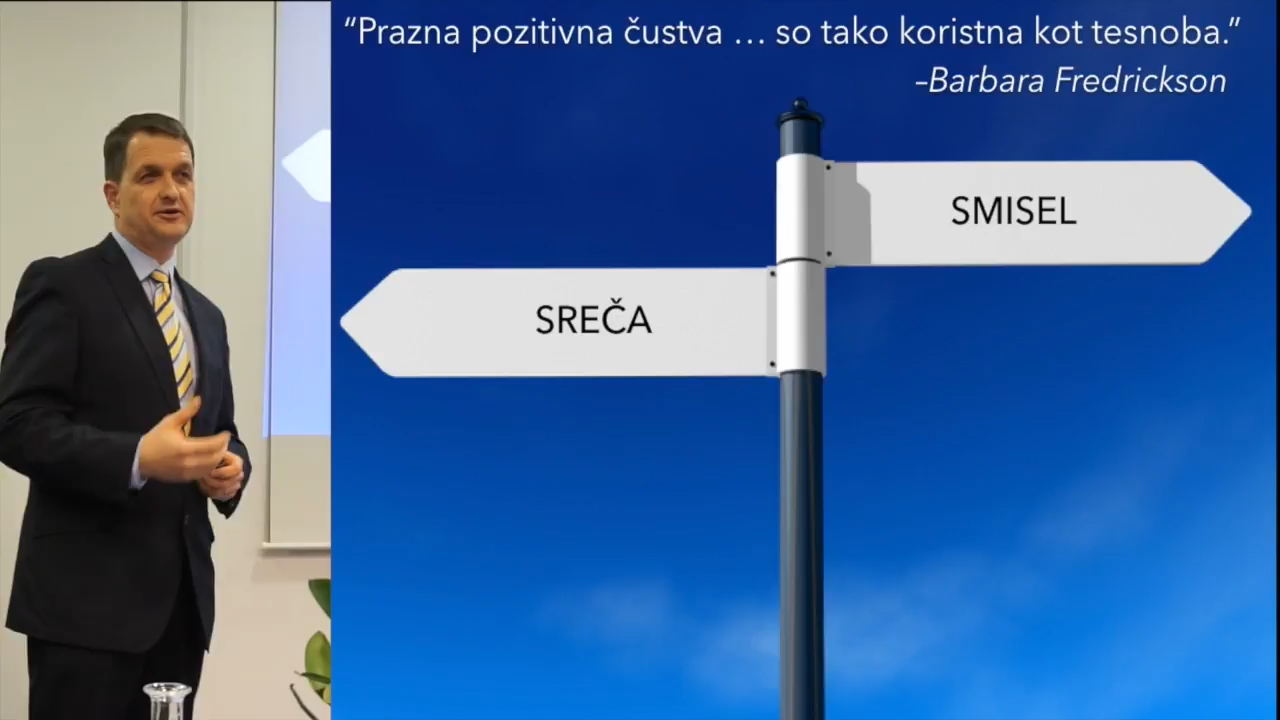 “Prazna pozitivna čustva … so tako koristna kot tesnoba.”
–Barbara Fredrickson
SMISEL
SREČA